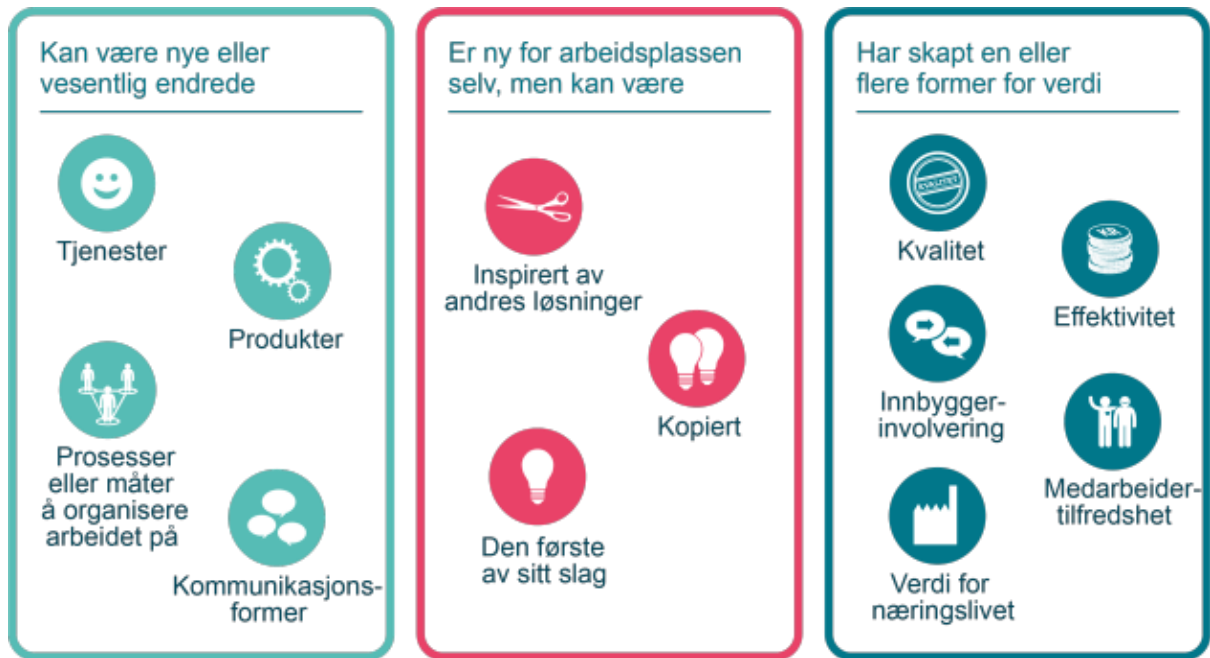 Kan være nye eller
vesentlig endrede
Tjenester
Produkter
Prosesser
eller måter
å organisere
arbeidet på
Kommunikasjons-
former
Er ny for arbeidsplassen
selv, men kan være
Inspirert av
andres løsninger
Kopiert
Den første
av sitt slag
Har skapt en eller
flere former for verdi
KVALITET
Kvalitet
KR.
Effektivitet
Innbygger-
involvering
Medarbeider-
tilfredshet
Verdi for
næringslivet